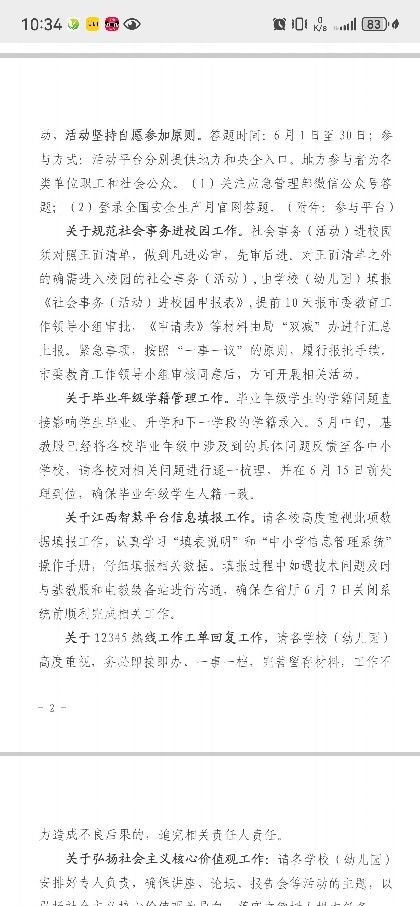 10:34
0
K/s
83
动，活动坚持自愿参加原则。答题时间：6月1日至30日；参
与方式：活动平台分别提供地方和央企入口。地方参与者为各
类单位职工和社会公众。（1）关注应急管理部微信公众号答
题；（2）登录全国安全生产月官网答题。（附件：参与平台）
关于规范社会事务进校园工作。社会事务（活动）进校园
须对照正面清单，做到凡进必审，先审后进。对正面清单之外
的确需进入校园的社会事务（活动），由学校（幼儿园）填报
《社会事务（活动）进校园申报表》，提前10天报市委教育工
作领导小组审批，《审请表》等材料由局“双减”办进行汇总
上报。紧急事项，按照“一事一议”的原则，履行报批手续。
市委教育工作领导小组审核同意后，方可开展相关活动。
关于毕业年级学籍管理工作。毕业年级学生的学籍问题直
接影响学生毕业、升学和下一学段的学籍录入。5月中旬，基
教股已经将各校毕业年级中涉及到的具体问题反馈至各中小
学校，请各校对相关问题进行逐一梳理，并在6月15日前处
理到位，确保毕业年级学生人籍一致。
关于江西智慧平台信息填报工作。请各校高度重视此项数
据填报工作，认真学习“填表说明”和“中小学信息管理系统”
操作手册，仔细填报相关数据。填报过程中如遇技术问题及时
与基教股和电教装备站进行沟通，确保在省厅6月7日关闭系
统前顺利完成相关工作。
关于12345热线工作工单回复工作，请各学校（幼儿园）
高度重视，务必即接即办、一事一档，完善留存材料，工作不
- 2 -
力造成不良后果的，追究相关责任人责任。
关于弘扬社会主义核心价值观工作：请各学校（幼儿园）
安排好专人负责，确保讲座、论坛、报告会等活动的主题，以
弘扬社会主义核心价值观为导向